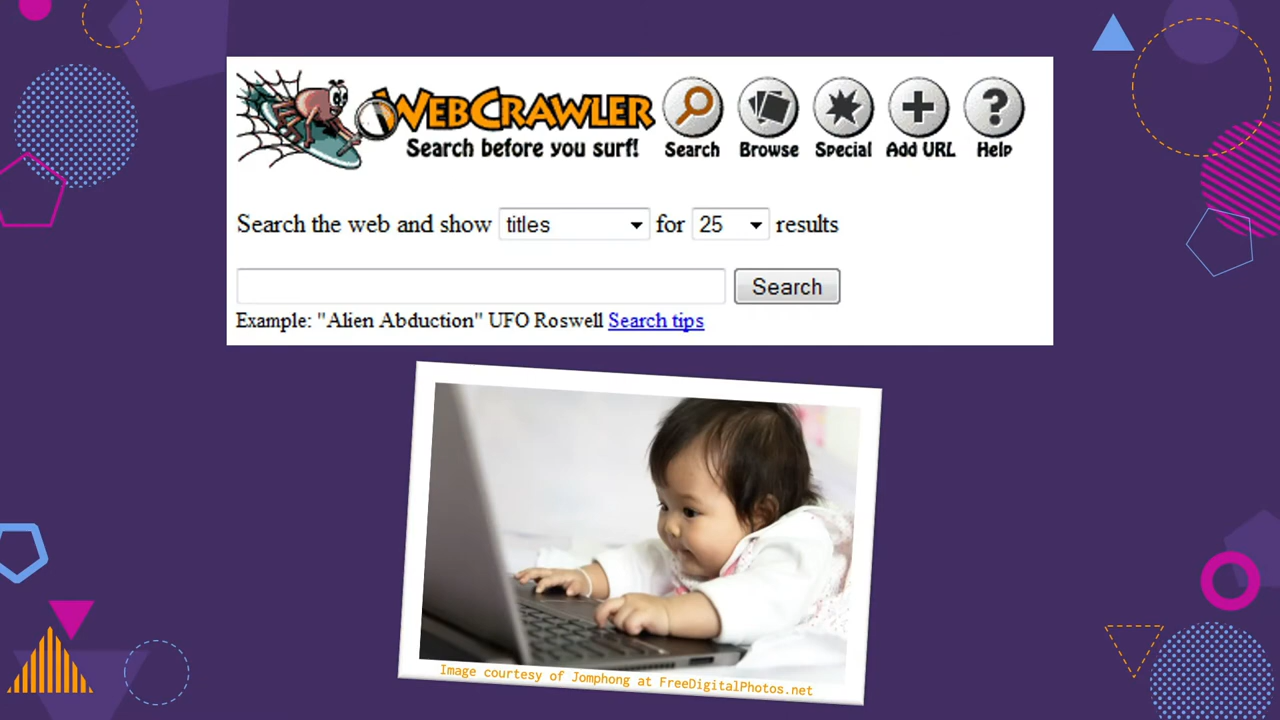 WEBCRAWLER
Search before you surf!
Search Browse Special Add URL Help
Search the web and show titles for 25 results
Search
Example: "Alien Abduction" UFO Roswell Search tips
Image courtesy of Jomphong at FreeDigitalPhotos.net